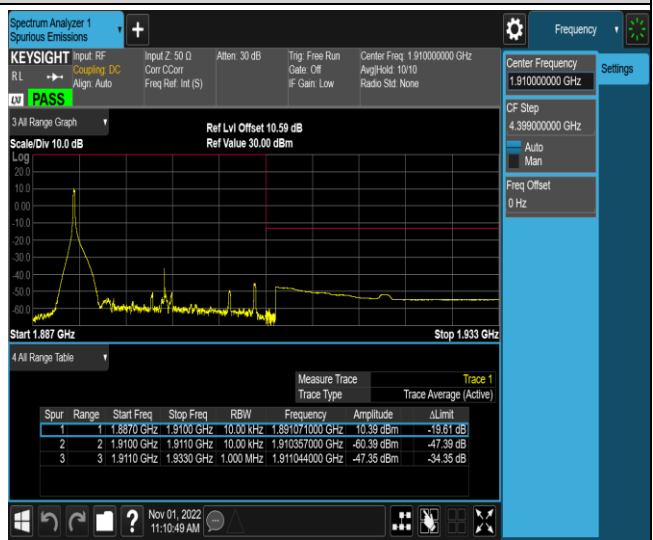 Spectrum Analyzer 1
Spurious Emissions
+
Frequency
KEYSIGHT Input: RF Input Z: 50 Ω Atten: 30 dB Trig: Free Run Center Freq: 1.910000000 GHz
RL Coupling: DC Corr CCorr Gate: Off Avg|Hold: 10/10
Align: Auto Freq Ref: Int (S) IF Gain: Low Radio Std: None
LXI PASS
Center Frequency
1.910000000 GHz
Settings
CF Step
4.399000000 GHz
Auto
Man
Freq Offset
0 Hz
3 All Range Graph
Ref Lvl Offset 10.59 dB
Scale/Div 10.0 dB Ref Value 30.00 dBm
Log
20.0
10.0
0.00
-10.0
-20.0
-30.0
-40.0
-50.0
-60.0
Start 1.887 GHz Stop 1.933 GHz
4 All Range Table
Measure Trace Trace 1
Trace Type Trace Average (Active)
Spur Range Start Freq Stop Freq RBW Frequency Amplitude ΔLimit
1 1 1.8870 GHz 1.9100 GHz 10.00 kHz 1.891071000 GHz 10.39 dBm -19.61 dB
2 2 1.9100 GHz 1.9110 GHz 10.00 kHz 1.910357000 GHz -60.39 dBm -47.39 dB
3 3 1.9110 GHz 1.9330 GHz 1.000 MHz 1.911044000 GHz -47.35 dBm -34.35 dB
? Nov 01, 2022
11:10:49 AM